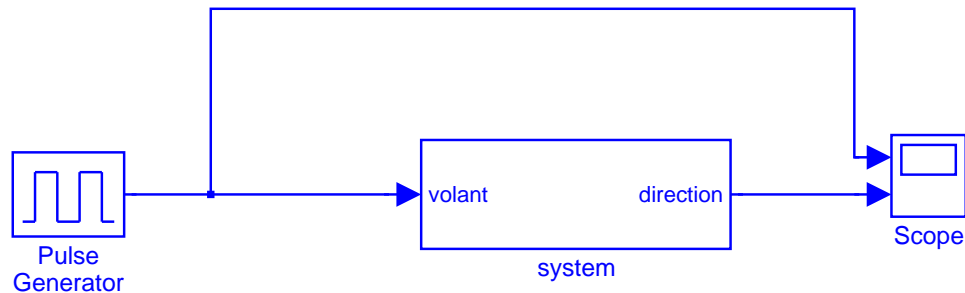 volant
direction
Pulse
Generator
system
Scope